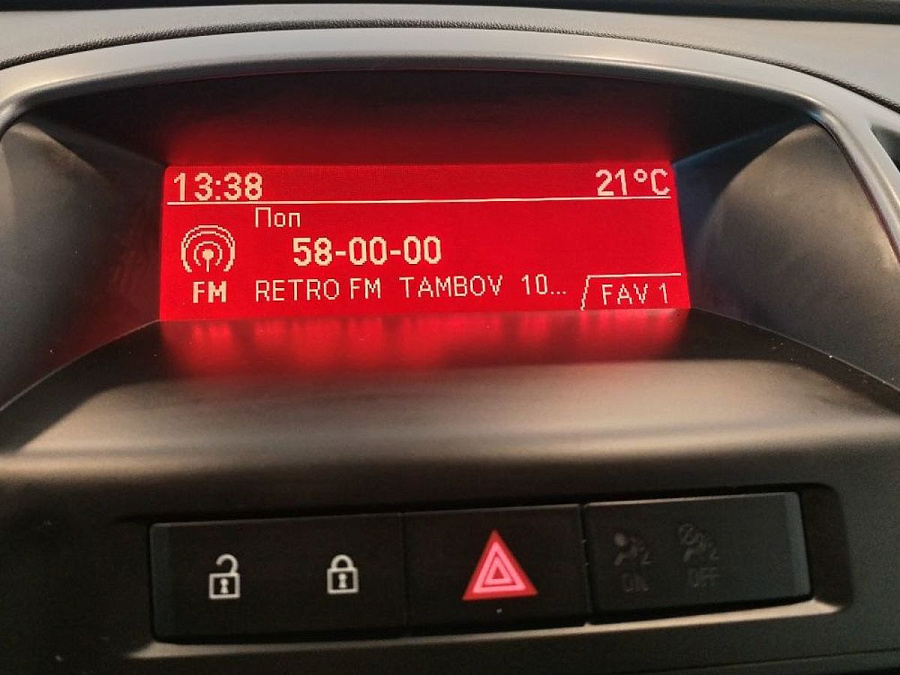 13:38 21°C
Поп
58-00-00
FM RETRO FM TAMBOV 10... FAV 1
ON OFF